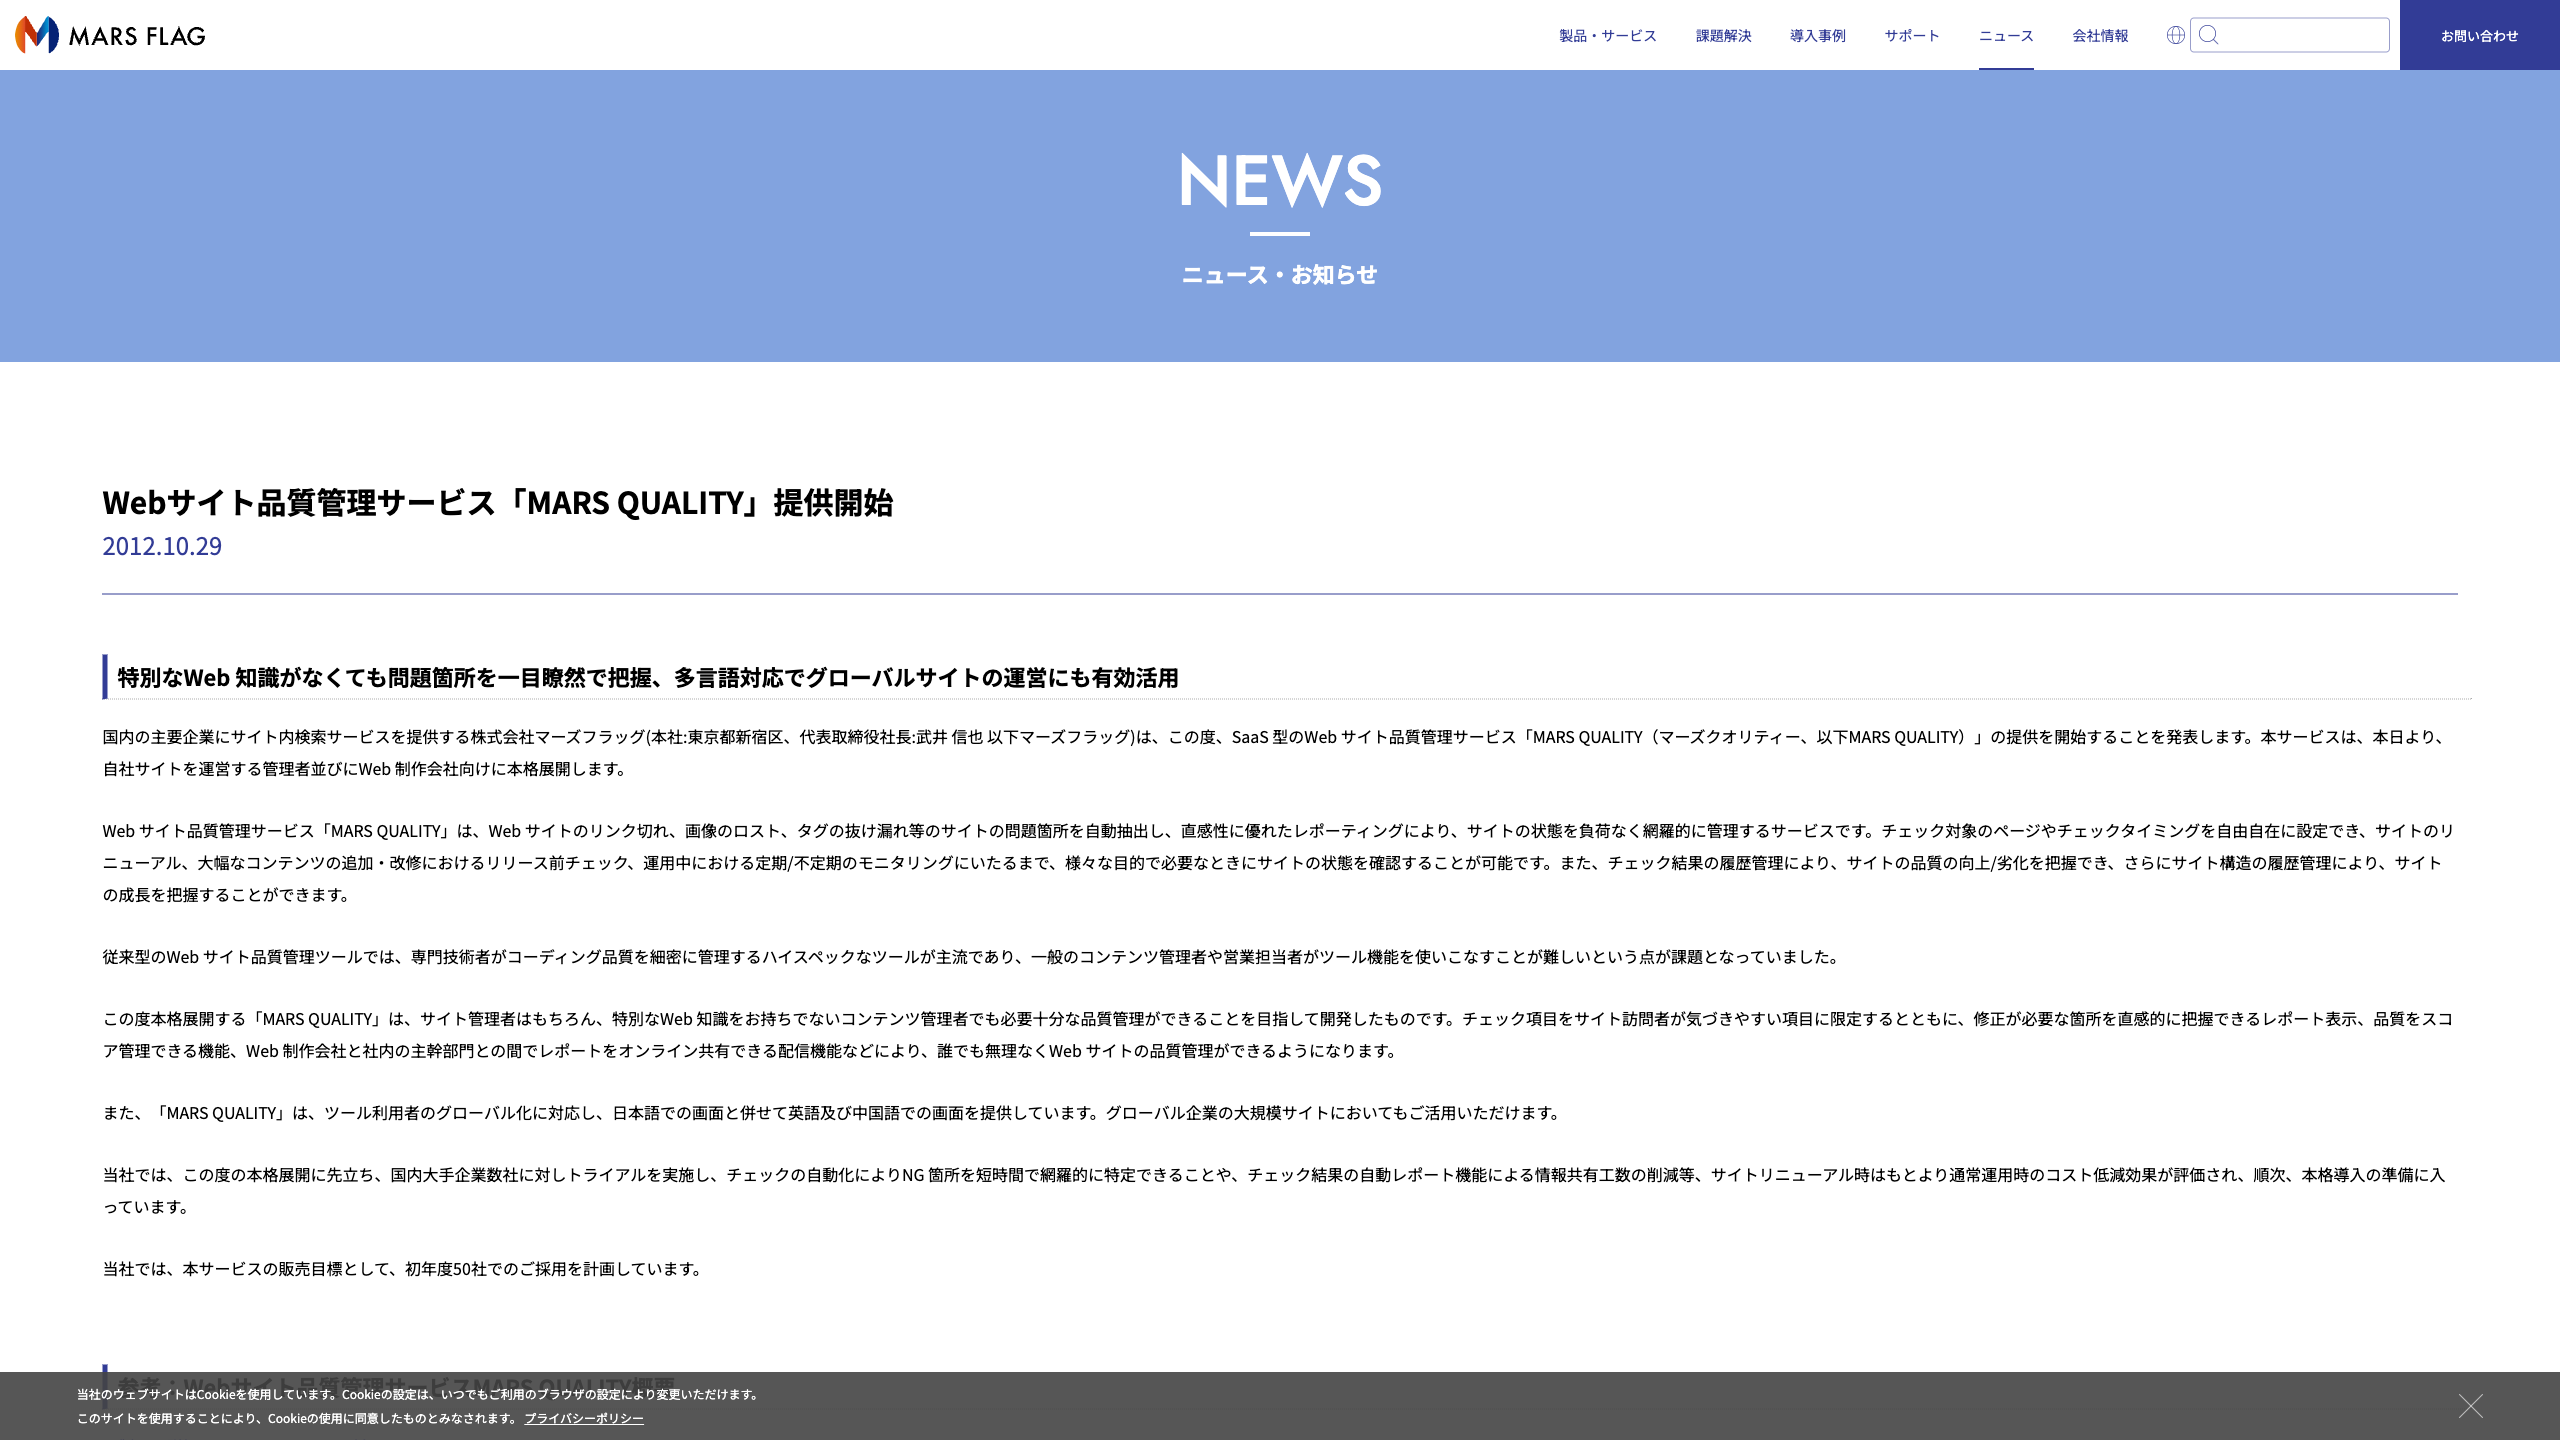 MARS FLAG
製品・サービス
課題解決
導入事例
サポート
ニュース
会社情報
お問い合わせ
NEWS
ニュース・お知らせ
Webサイト品質管理サービス「MARS QUALITY」提供開始
2012.10.29
特別なWeb 知識がなくても問題箇所を一目瞭然で把握、多言語対応でグローバルサイトの運営にも有効活用
国内の主要企業にサイト内検索サービスを提供する株式会社マーズフラッグ(本社:東京都新宿区、代表取締役社長:武井 信也 以下マーズフラッグ)は、この度、SaaS 型のWeb サイト品質管理サービス「MARS QUALITY（マーズクオリティー、以下MARS QUALITY）」の提供を開始することを発表します。本サービスは、本日より、
自社サイトを運営する管理者並びにWeb 制作会社向けに本格展開します。
Web サイト品質管理サービス「MARS QUALITY」は、Web サイトのリンク切れ、画像のロスト、タグの抜け漏れ等のサイトの問題箇所を自動抽出し、直感性に優れたレポーティングにより、サイトの状態を負荷なく網羅的に管理するサービスです。チェック対象のページやチェックタイミングを自由自在に設定でき、サイトのリ
ニューアル、大幅なコンテンツの追加・改修におけるリリース前チェック、運用中における定期/不定期のモニタリングにいたるまで、様々な目的で必要なときにサイトの状態を確認することが可能です。また、チェック結果の履歴管理により、サイトの品質の向上/劣化を把握でき、さらにサイト構造の履歴管理により、サイト
の成長を把握することができます。
従来型のWeb サイト品質管理ツールでは、専門技術者がコーディング品質を細密に管理するハイスペックなツールが主流であり、一般のコンテンツ管理者や営業担当者がツール機能を使いこなすことが難しいという点が課題となっていました。
この度本格展開する「MARS QUALITY」は、サイト管理者はもちろん、特別なWeb 知識をお持ちでないコンテンツ管理者でも必要十分な品質管理ができることを目指して開発したものです。チェック項目をサイト訪問者が気づきやすい項目に限定するとともに、修正が必要な箇所を直感的に把握できるレポート表示、品質をスコ
ア管理できる機能、Web 制作会社と社内の主幹部門との間でレポートをオンライン共有できる配信機能などにより、誰でも無理なくWeb サイトの品質管理ができるようになります。
また、「MARS QUALITY」は、ツール利用者のグローバル化に対応し、日本語での画面と併せて英語及び中国語での画面を提供しています。グローバル企業の大規模サイトにおいてもご活用いただけます。
当社では、この度の本格展開に先立ち、国内大手企業数社に対しトライアルを実施し、チェックの自動化によりNG 箇所を短時間で網羅的に特定できることや、チェック結果の自動レポート機能による情報共有工数の削減等、サイトリニューアル時はもとより通常運用時のコスト低減効果が評価され、順次、本格導入の準備に入
っています。
当社では、本サービスの販売目標として、初年度50社でのご採用を計画しています。
参考：Webサイト品質管理サービスMARS QUALITY概要
当社のウェブサイトはCookieを使用しています。Cookieの設定は、いつでもご利用のブラウザの設定により変更いただけます。
このサイトを使用することにより、Cookieの使用に同意したものとみなされます。 プライバシーポリシー